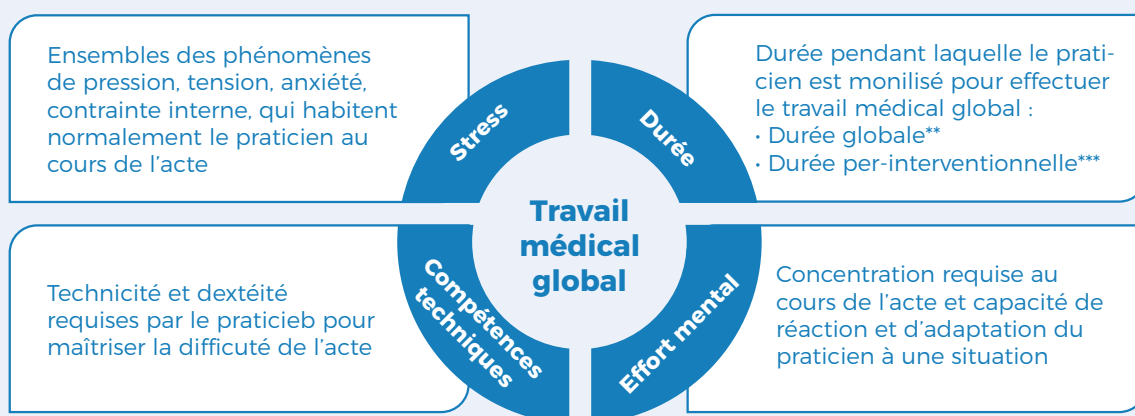 Ensembles des phénomènes
de pression, tension, anxiété,
contrainte interne, qui habitent
normalement le praticien au
cours de l'acte
Stress
Durée
Durée pendant laquelle le prati-
cien est monilisé pour effectuer
le travail médical global :
• Durée globale**
• Durée per-interventionnelle***
Travail
médical
global
Technicité et dextéité
requises par le praticieb pour
maîtriser la difficuté de l'acte
Compétences
techniques
Effort mental
Concentration requise au
cours de l'acte et capacité de
réaction et d'adaptation du
praticien à une situation